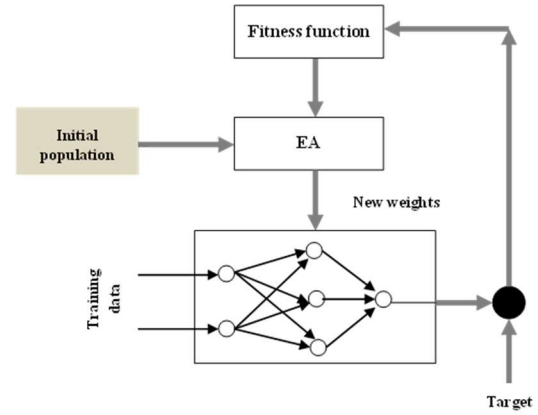 Fitness function
Initial
population
EA
New weights
Training
data
Target